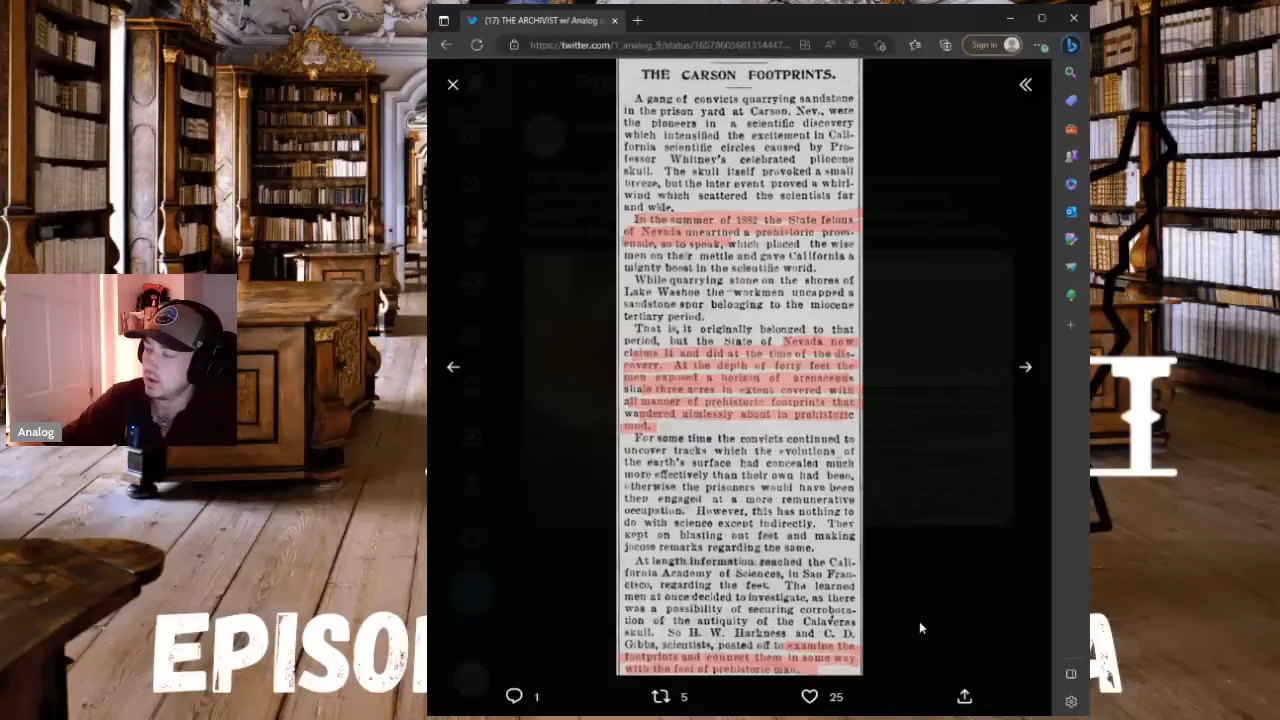 (17) THE ARCHIVIST w/ Analog
https://twitter.com/1_analog_9/status/16578605681314447...
Sign in
THE CARSON FOOTPRINTS.
A gang of convicts quarrying sandstone
in the prison yard at Carson, Nev., were
the pioneers in a scientific discovery
which intensified the excitement in Cali-
fornia scientific circles caused by Pro-
fessor Whitney's celebrated pliocene
skull. The skull itself provoked a small
breeze, but the later event proved a whirl-
wind which scattered the scientists far
and wide.
In the summer of 1882 the State felons
of Nevada unearthed a prehistoric prom-
enade, so to speak, which placed the wise
men on their mettle and gave California a
mighty boost in the scientific world.
While quarrying stone on the shores of
Lake Washoe the workmen uncapped a
sandstone spur belonging to the miocene
tertiary period.
That is, it originally belonged to that
period, but the State of Nevada now
claims it and did at the time of the dis-
covery. At the depth of forty feet the
men exposed a horizon of arenaceous
shale three acres in extent covered with
all manner of prehistoric footprints that
wandered aimlessly about in prehistoric
mud.
For some time the convicts continued to
uncover tracks which the evolutions of
the earth's surface had concealed much
more effectively than their own had been,
otherwise the prisoners would have been
then engaged at a more remunerative
occupation. However, this has nothing to
do with science except indirectly. They
kept on blasting out feet and making
jocose remarks regarding the same.
At length information reached the Cali-
fornia Academy of Sciences, in San Fran-
cisco, regarding the feet. The learned
men at once decided to investigate, as there
was a possibility of securing corrobora-
tion of the antiquity of the Calaveras
skull. So H. W. Harkness and C. D.
Gibbs, scientists, posted off to examine the
footprints and connect them in some way
with the feet of prehistoric man.
1
5
25
Analog
EPISO
I
A